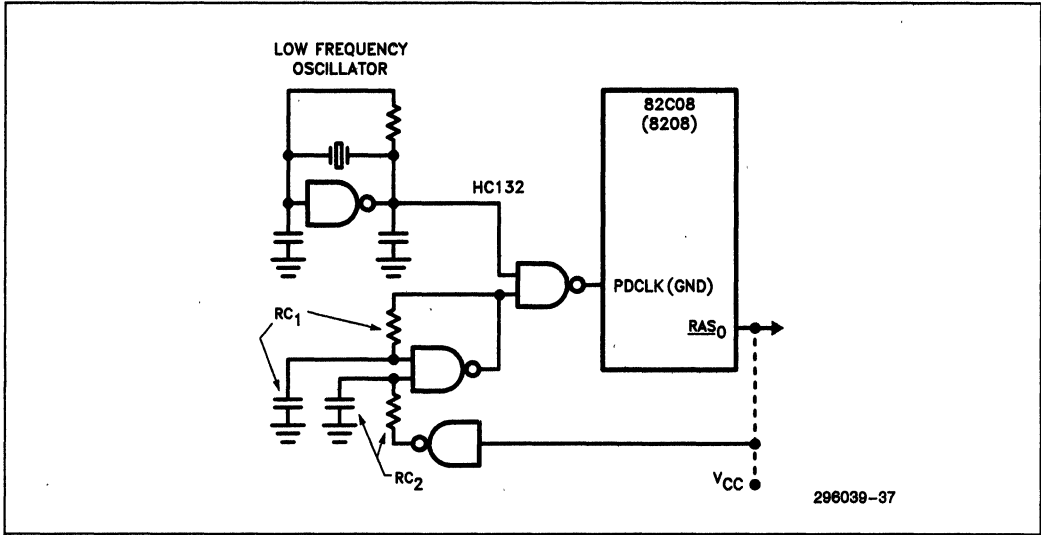 LOW FREQUENCY
OSCILLATOR
82C08
(8208)
HC132
PDCLK (GND)
RC1
RAS0
RC2
VCC
296039-37